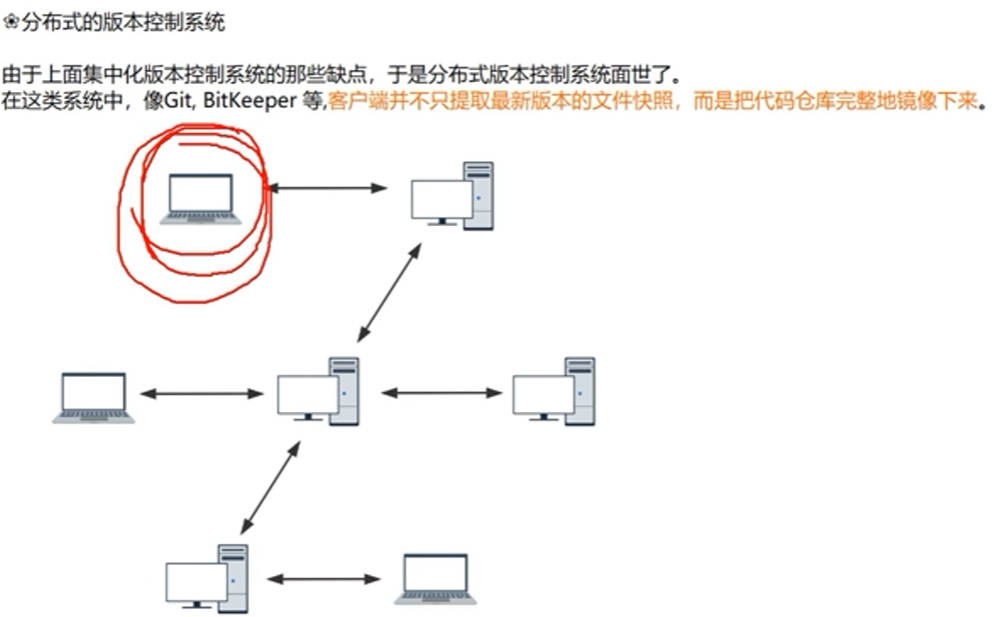 ❀分布式的版本控制系统
由于上面集中化版本控制系统的那些缺点，于是分布式版本控制系统面世了。
在这类系统中，像Git, BitKeeper 等,客户端并不只提取最新版本的文件快照，而是把代码仓库完整地镜像下来。